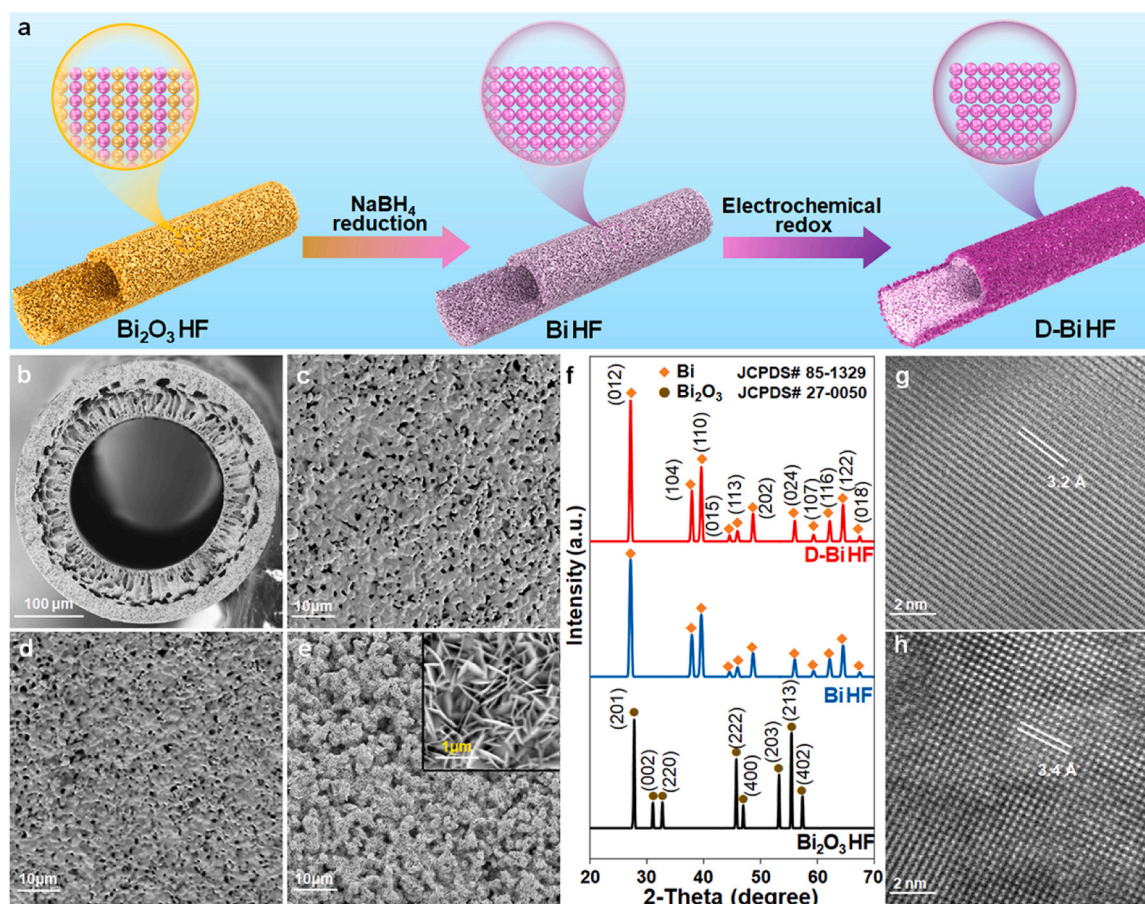 a
NaBH4
reduction
Electrochemical
redox
Bi2O3 HF
Bi HF
D-Bi HF
b
100 μm
c
10μm
d
10μm
e
1μm
10μm
f
Bi JCPDS# 85-1329
Bi2O3 JCPDS# 27-0050
(012)
(104)
(110)
(015)
(113)
(202)
(024)
(107)
(116)
(122)
(018)
D-Bi HF
Bi HF
(201)
(002)
(220)
(222)
(400)
(203)
(213)
(402)
Bi2O3 HF
Intensity (a.u.)
20 30 40 50 60 70
2-Theta (degree)
g
3.2 Å
2 nm
h
3.4 Å
2 nm